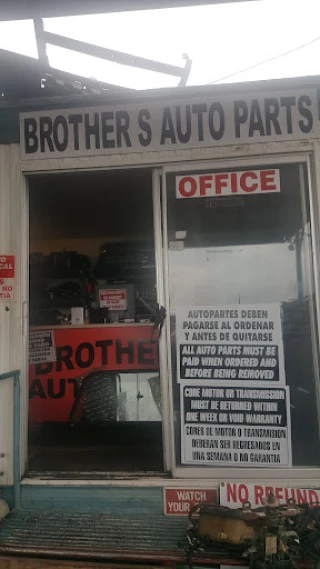 BROTHER S AUTO PARTS
OFFICE
AUTOPARTES DEBEN
PAGARSE AL ORDENAR
Y ANTES DE QUITARSE
ALL AUTO PARTS MUST BE
PAID WHEN ORDERED AND
BEFORE BEING REMOVED
CORE MOTOR OR TRANSMISSION
MUST BE RETURNED WITHIN
ONE WEEK OR VOID WARRANTY
CORES DE MOTOR O TRANSMISION
DEBERAN SER REGRESADOS EN
UNA SEMANA O NO GARANTIA
BROTHE
AUT
WATCH
YOUR
NO REFUND